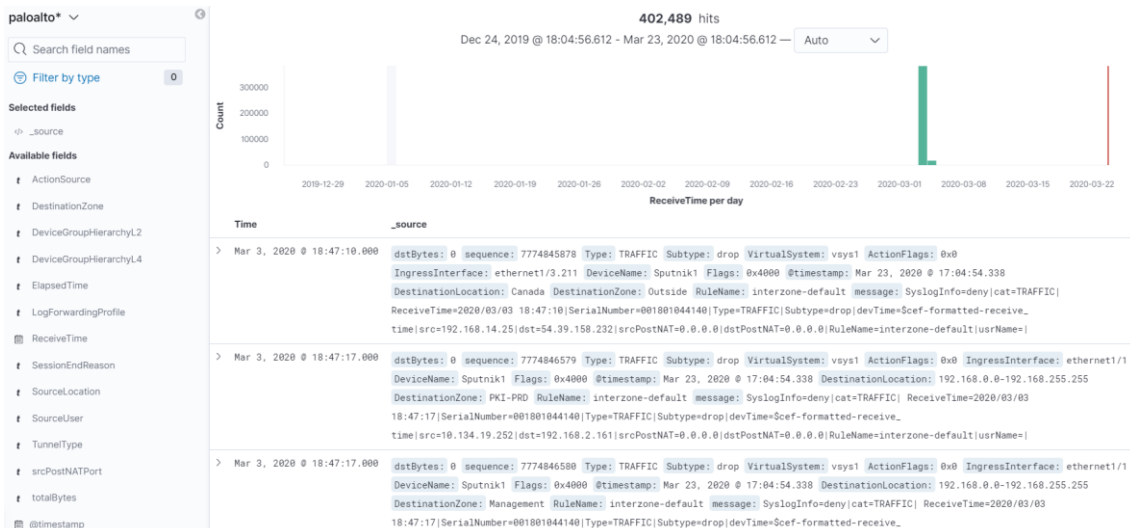 paloalto*
Search field names
Filter by type 0
Selected fields
</> _source
Available fields
t ActionSource
t DestinationZone
t DeviceGroupHierarchyL2
t DeviceGroupHierarchyL4
t ElapsedTime
t LogForwardingProfile
ReceiveTime
t SessionEndReason
t SourceLocation
t SourceUser
t TunnelType
t srcPostNATPort
t totalBytes
@timestamp
402,489 hits
Dec 24, 2019 @ 18:04:56.612 - Mar 23, 2020 @ 18:04:56.612 — Auto
Count
300000
200000
100000
0
2019-12-29 2020-01-05 2020-01-12 2020-01-19 2020-01-26 2020-02-02 2020-02-09 2020-02-16 2020-02-23 2020-03-01 2020-03-08 2020-03-15 2020-03-22
ReceiveTime per day
Time _source
Mar 3, 2020 @ 18:47:10.000 dstBytes: 0 sequence: 7774845878 Type: TRAFFIC Subtype: drop VirtualSystem: vsys1 ActionFlags: 0x0
IngressInterface: ethernet1/3.211 DeviceName: Sputnik1 Flags: 0x4000 @timestamp: Mar 23, 2020 @ 17:04:54.338
DestinationLocation: Canada DestinationZone: Outside RuleName: interzone-default message: SyslogInfo=deny|cat=TRAFFIC|
ReceiveTime=2020/03/03 18:47:10|SerialNumber=001801044140|Type=TRAFFIC|Subtype=drop|devTime=$cef-formatted-receive_
time|src=192.168.14.25|dst=54.39.158.232|srcPostNAT=0.0.0.0|dstPostNAT=0.0.0.0|RuleName=interzone-default|usrName=|
Mar 3, 2020 @ 18:47:17.000 dstBytes: 0 sequence: 7774846579 Type: TRAFFIC Subtype: drop VirtualSystem: vsys1 ActionFlags: 0x0 IngressInterface: ethernet1/1
DeviceName: Sputnik1 Flags: 0x4000 @timestamp: Mar 23, 2020 @ 17:04:54.338 DestinationLocation: 192.168.0.0-192.168.255.255
DestinationZone: PKI-PRD RuleName: interzone-default message: SyslogInfo=deny|cat=TRAFFIC| ReceiveTime=2020/03/03
18:47:17|SerialNumber=001801044140|Type=TRAFFIC|Subtype=drop|devTime=$cef-formatted-receive_
time|src=10.134.19.252|dst=192.168.2.161|srcPostNAT=0.0.0.0|dstPostNAT=0.0.0.0|RuleName=interzone-default|usrName=|
Mar 3, 2020 @ 18:47:17.000 dstBytes: 0 sequence: 7774846580 Type: TRAFFIC Subtype: drop VirtualSystem: vsys1 ActionFlags: 0x0 IngressInterface: ethernet1/1
DeviceName: Sputnik1 Flags: 0x4000 @timestamp: Mar 23, 2020 @ 17:04:54.338 DestinationLocation: 192.168.0.0-192.168.255.255
DestinationZone: Management RuleName: interzone-default message: SyslogInfo=deny|cat=TRAFFIC| ReceiveTime=2020/03/03
18:47:17|SerialNumber=001801044140|Type=TRAFFIC|Subtype=drop|devTime=$cef-formatted-receive_